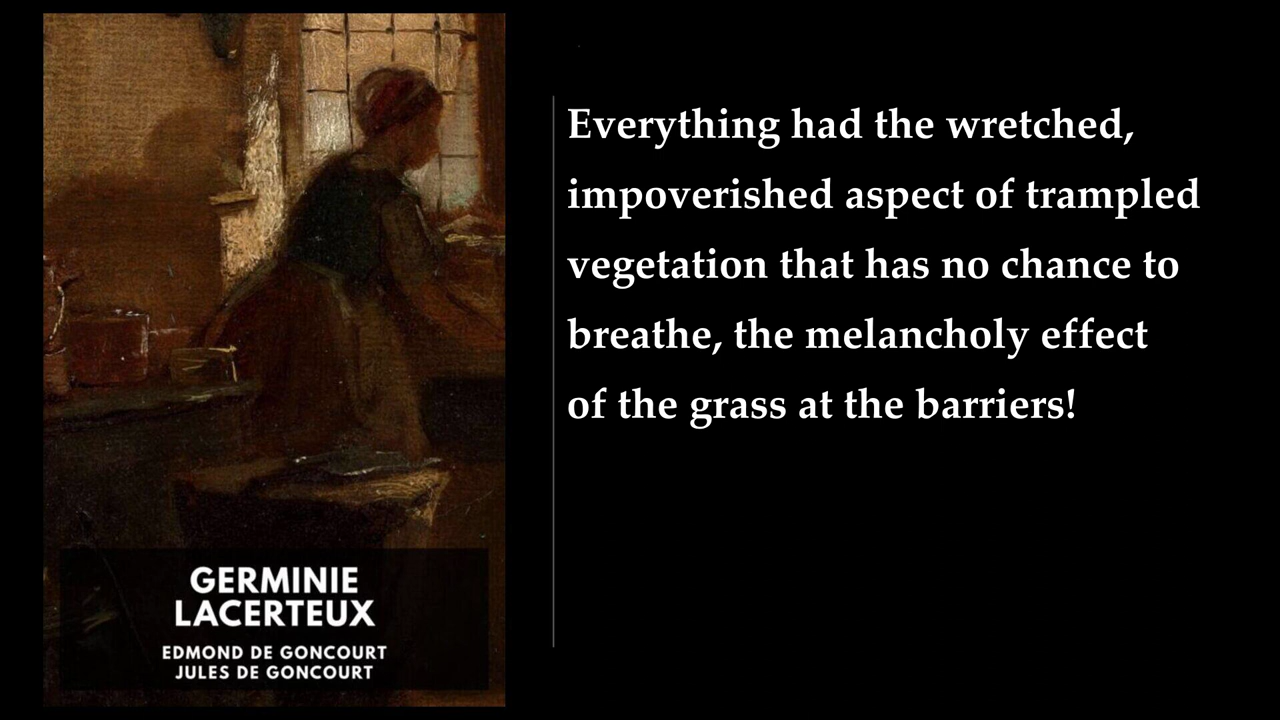 Everything had the wretched,
impoverished aspect of trampled
vegetation that has no chance to
breathe, the melancholy effect
of the grass at the barriers!
GERMINIE
LACERTEUX
EDMOND DE GONCOURT
JULES DE GONCOURT